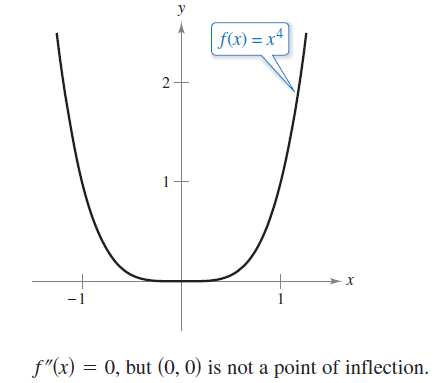 y
f(x) = x⁴
2
1
x
−1
1
f″(x) = 0, but (0, 0) is not a point of inflection.